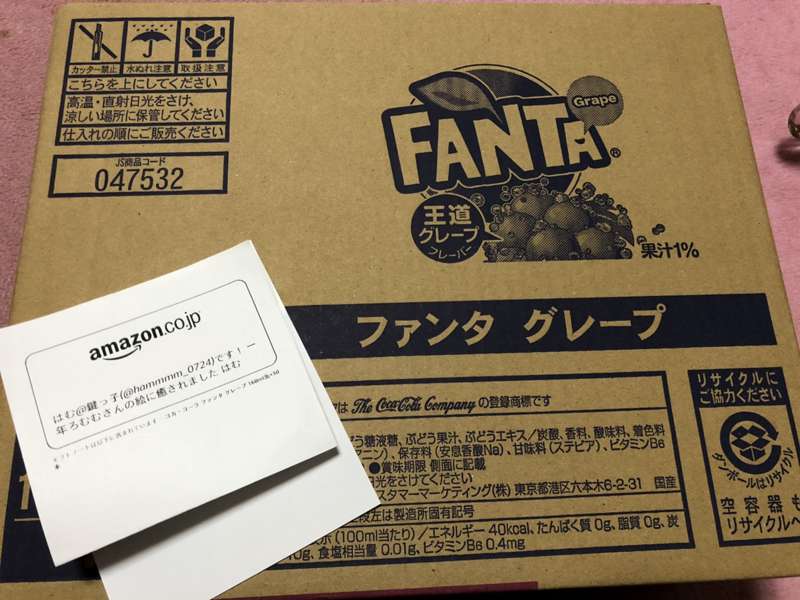 カッター禁止 水ぬれ注意 取扱注意
こちらを上にしてください
高温・直射日光をさけ、
涼しい場所に保管してください
仕入れの順にご販売ください
JS商品コード
047532
Grape
FANTA®
王道
グレープ
フレーバー
果汁1%
ファンタ グレープ
amazon.co.jp
はむ@鍵っ子(@hammmm_0724)です！一
年ろむむさんの絵に癒されました はむ
The Coca-Cola Company の登録商標です
糖液糖、ぶどう果汁、ぶどうエキス/炭酸、香料、酸味料、着色料
、保存料(安息香酸Na)、甘味料(ステビア)、ビタミンB6
●賞味期限 側面に記載
日光をさけてください
スタマーマーケティング(株) 東京都港区六本木6-2-31 国産
左は製造所固有記号
(100ml当たり)/エネルギー 40kcal、たんぱく質 0g、脂質 0g、炭
10g、食塩相当量 0.01g、ビタミンB6 0.4mg
リサイクルに
ご協力ください
ダンボールはリサイクル
空容器も
リサイクルへ